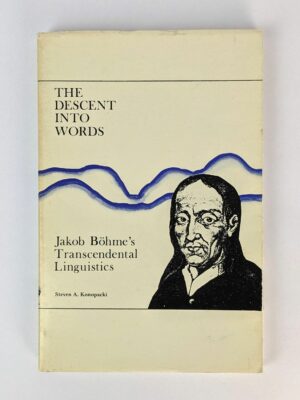 THE
DESCENT
INTO
WORDS
Jakob Böhme's
Transcendental
Linguistics
Steven A. Konopacki